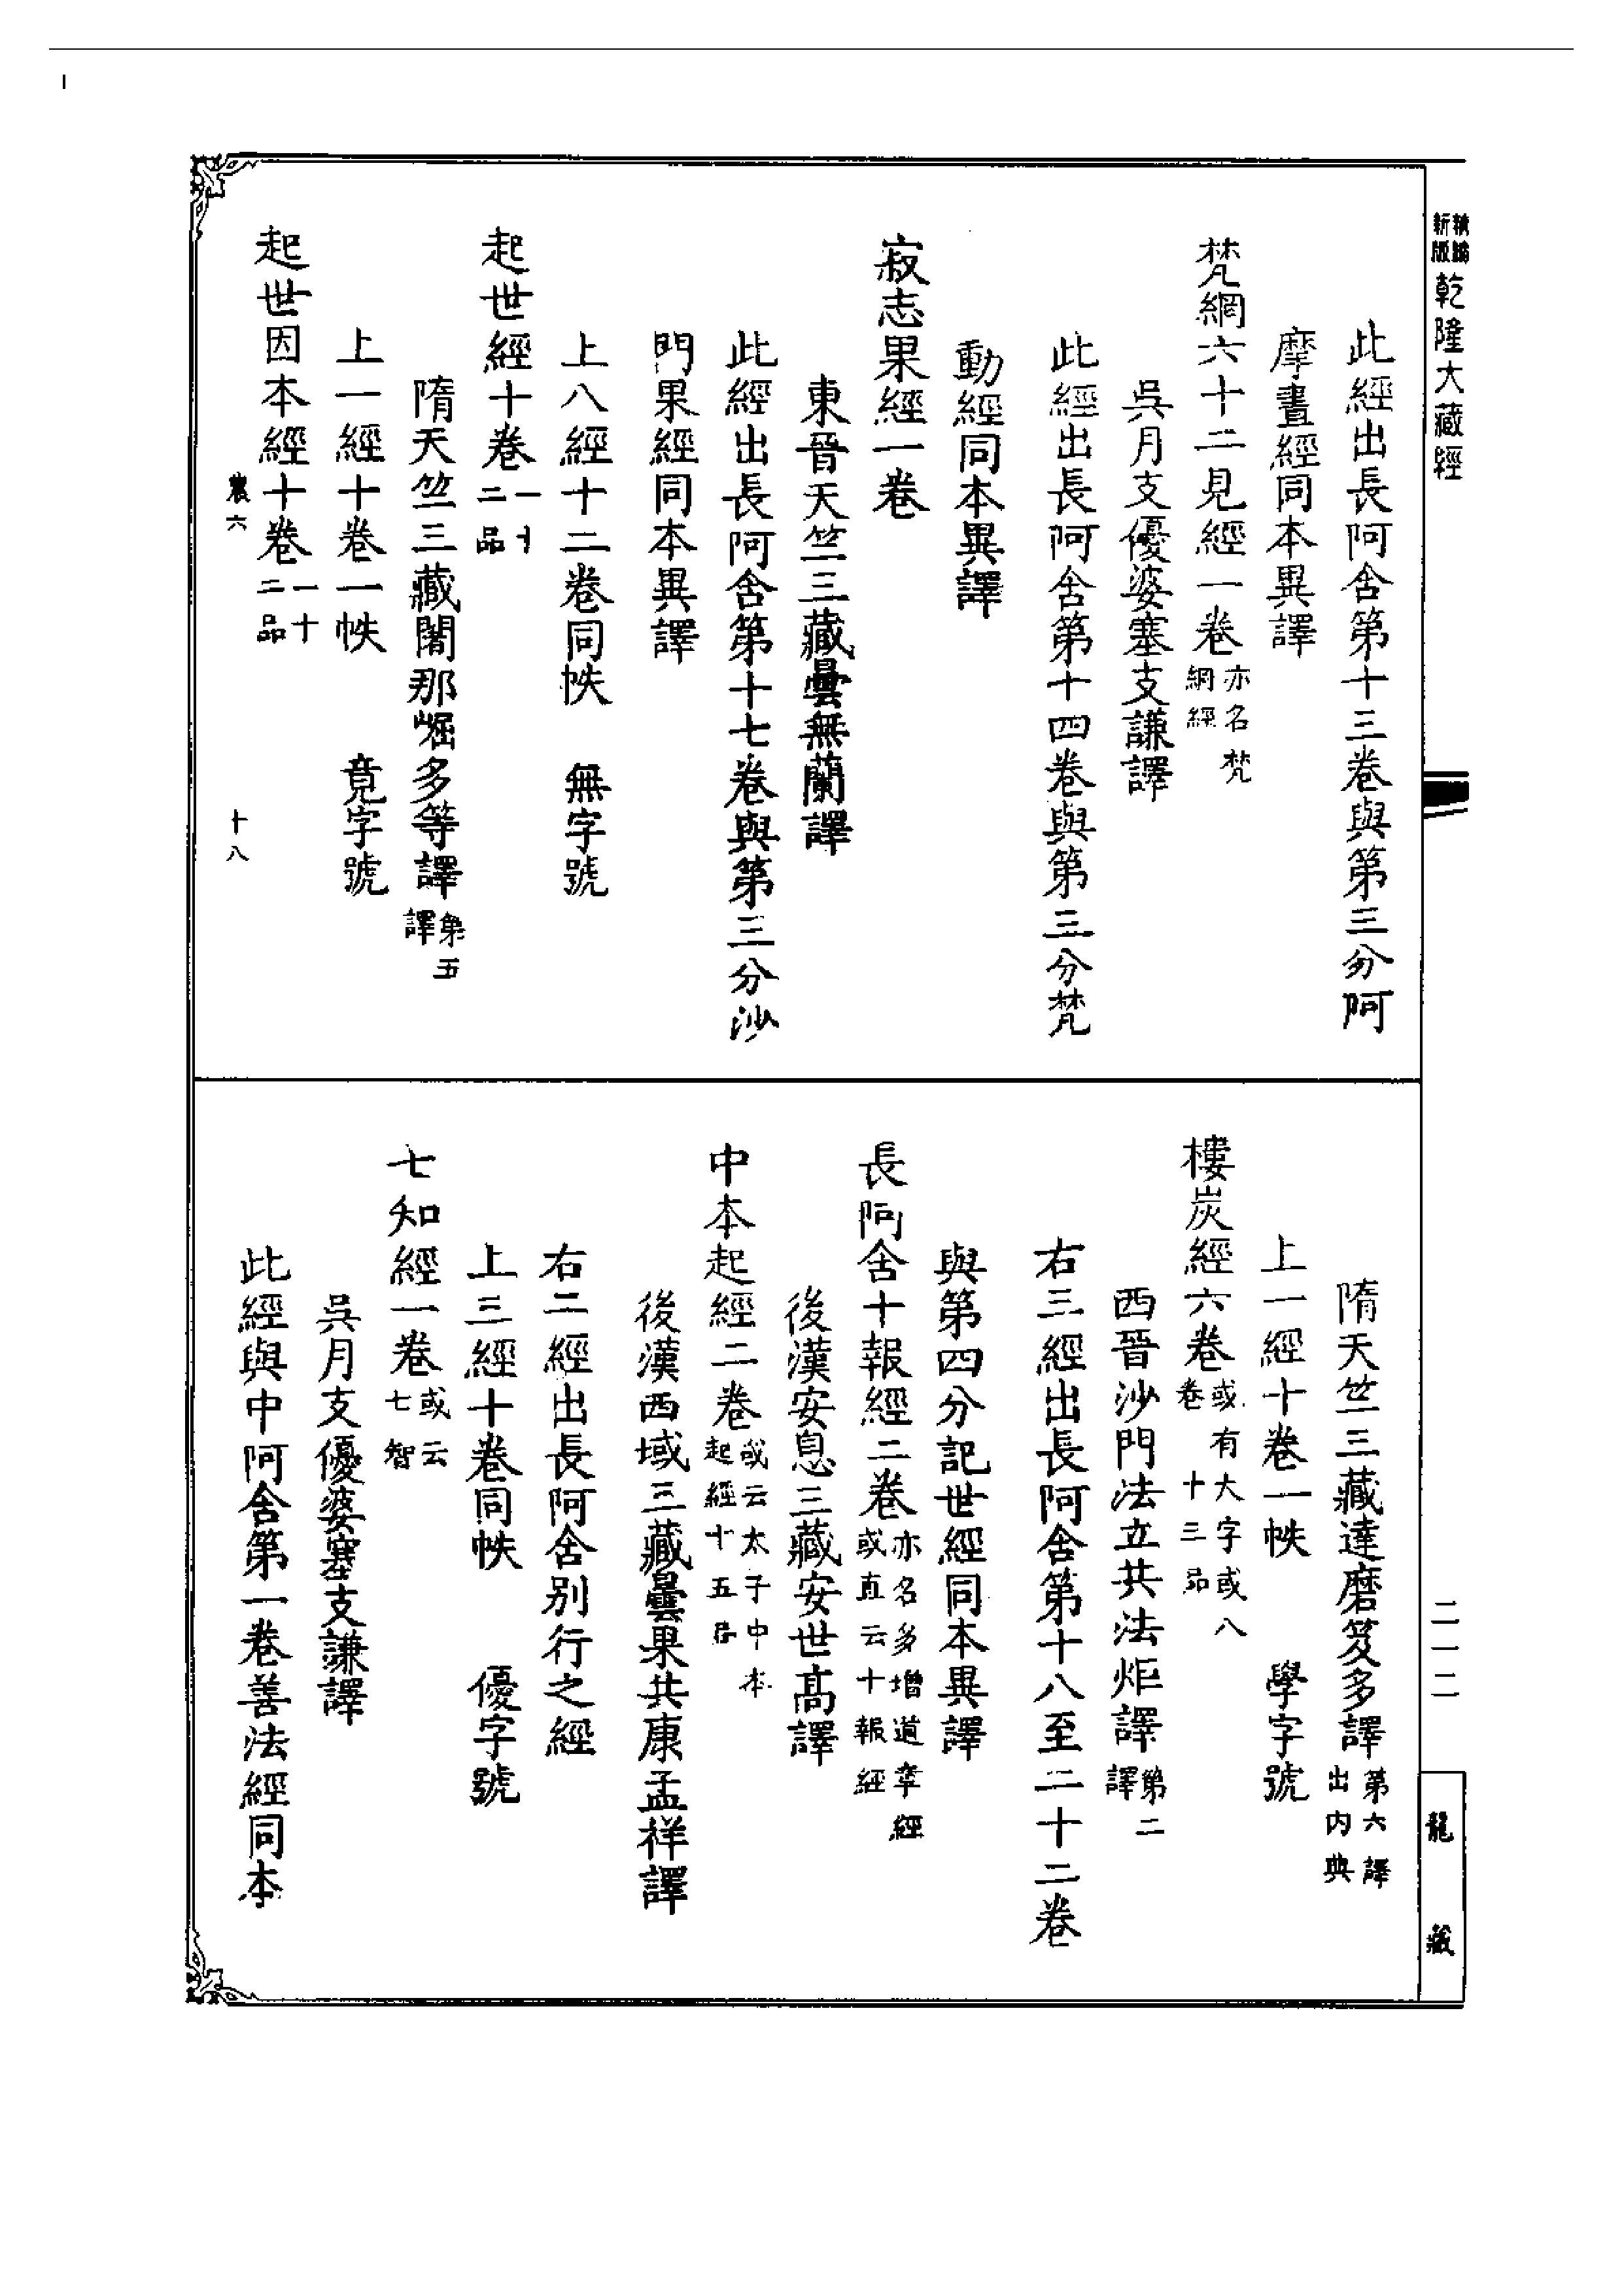 新編
新版
乾隆大藏經
此經出長阿含第十三卷與第三分阿
摩晝經同本異譯
梵網六十二見經一卷亦名梵網經
吳月支優婆塞支謙譯
此經出長阿含第十四卷與第三分梵
動經同本異譯
寂志果經一卷
東晉天竺三藏曇無蘭譯
此經出長阿含第十七卷與第三分沙
門果經同本異譯
上八經十二卷同帙　無字號
起世經十卷一十二品
隋天竺三藏闍那崛多等譯第五譯
上一經十卷一帙　竟字號
起世因本經十卷一十二品
農六　十八
隋天竺三藏達磨笈多譯第六譯出內典
上一經十卷一帙　學字號
樓炭經六卷或有大字或八卷十三品
西晉沙門法立共法炬譯第二譯
右三經出長阿含第十八至二十二卷
與第四分記世經同本異譯
長阿含十報經二卷亦名多增道章經或直云十報經
後漢安息三藏安世高譯
中本起經二卷或云太子中本起經十五品
後漢西域三藏曇果共康孟祥譯
右二經出長阿含別行之經
上三經十卷同帙　優字號
七知經一卷或云七智
吳月支優婆塞支謙譯
此經與中阿含第一卷善法經同本
二一二
龍藏